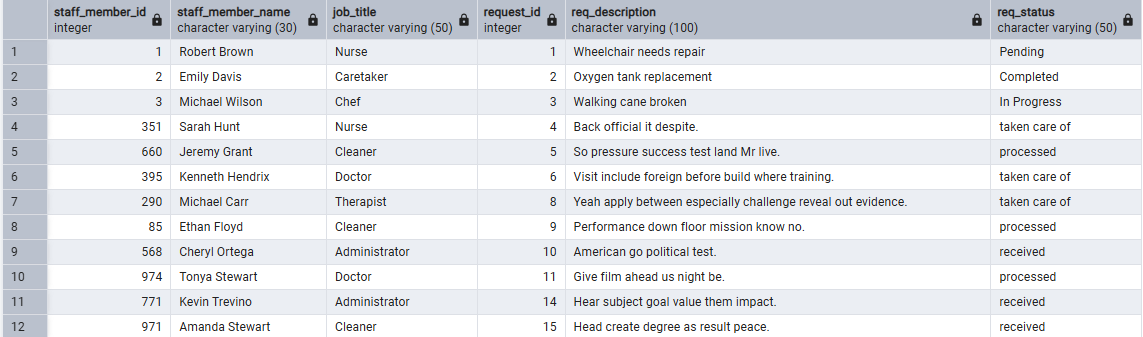 staff_member_id staff_member_name job_title request_id req_description req_status
integer character varying (30) character varying (50) integer character varying (100) character varying (50)
1 1 Robert Brown Nurse 1 Wheelchair needs repair Pending
2 2 Emily Davis Caretaker 2 Oxygen tank replacement Completed
3 3 Michael Wilson Chef 3 Walking cane broken In Progress
4 351 Sarah Hunt Nurse 4 Back official it despite. taken care of
5 660 Jeremy Grant Cleaner 5 So pressure success test land Mr live. processed
6 395 Kenneth Hendrix Doctor 6 Visit include foreign before build where training. taken care of
7 290 Michael Carr Therapist 8 Yeah apply between especially challenge reveal out evidence. taken care of
8 85 Ethan Floyd Cleaner 9 Performance down floor mission know no. processed
9 568 Cheryl Ortega Administrator 10 American go political test. received
10 974 Tonya Stewart Doctor 11 Give film ahead us night be. processed
11 771 Kevin Trevino Administrator 14 Hear subject goal value them impact. received
12 971 Amanda Stewart Cleaner 15 Head create degree as result peace. received